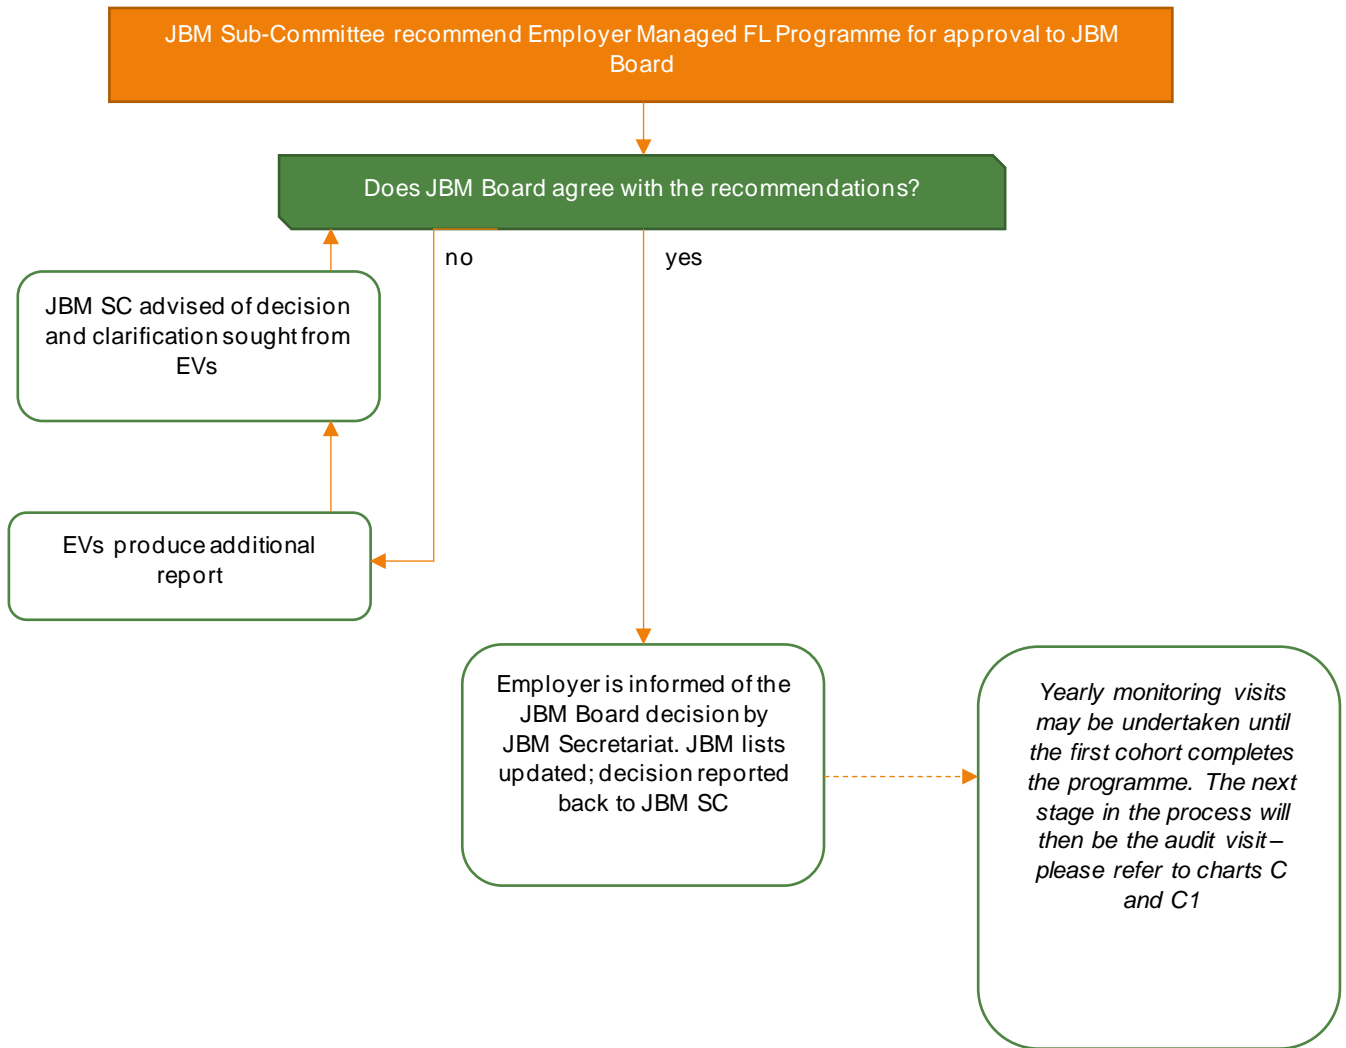 JBM Sub-Committee recommend Employer Managed FL Programme for approval to JBM
Board
Does JBM Board agree with the recommendations?
no
yes
JBM SC advised of decision
and clarification sought from
EVs
EVs produce additional
report
Employer is informed of the
JBM Board decision by
JBM Secretariat. JBM lists
updated; decision reported
back to JBM SC
Yearly monitoring visits
may be undertaken until
the first cohort completes
the programme. The next
stage in the process will
then be the audit visit –
please refer to charts C
and C1